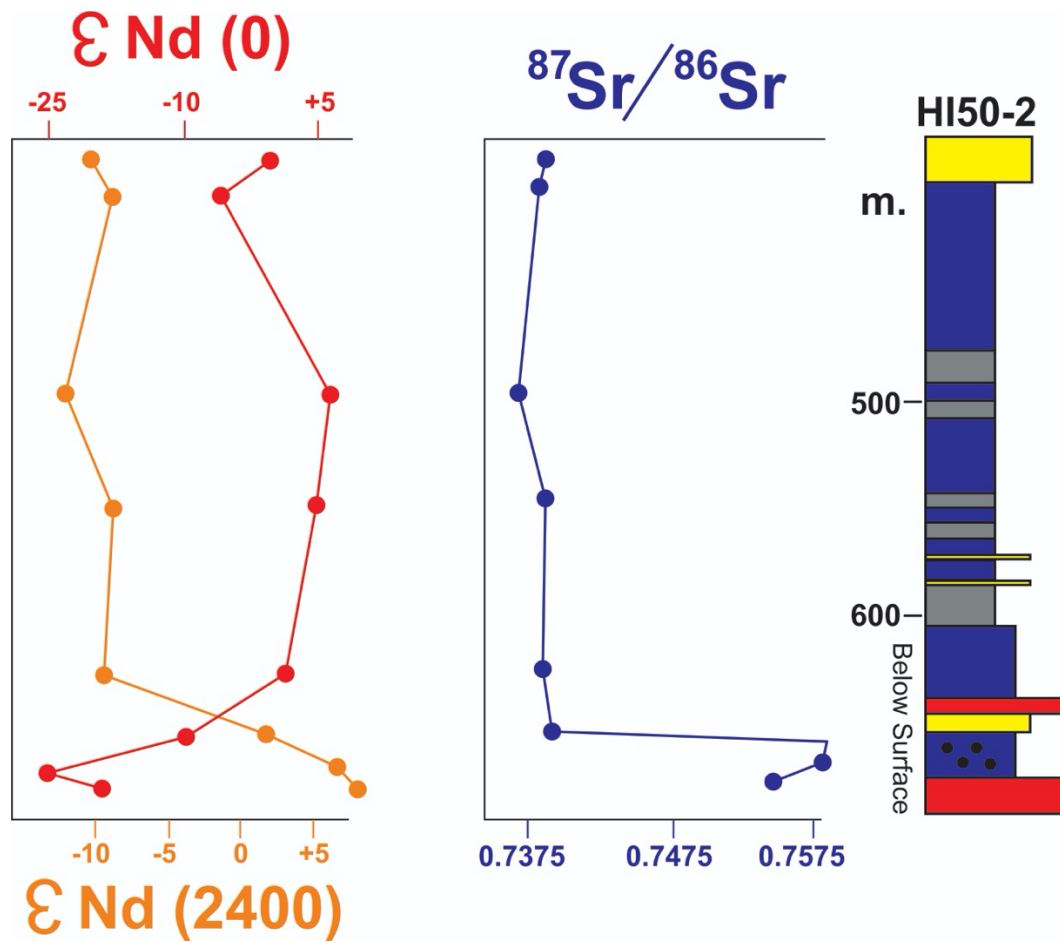 Ɛ Nd (0)
-25 -10 +5
87Sr/86Sr
HI50-2
m.
500
600
Below Surface
-10 -5 0 +5
Ɛ Nd (2400)
0.7375 0.7475 0.7575